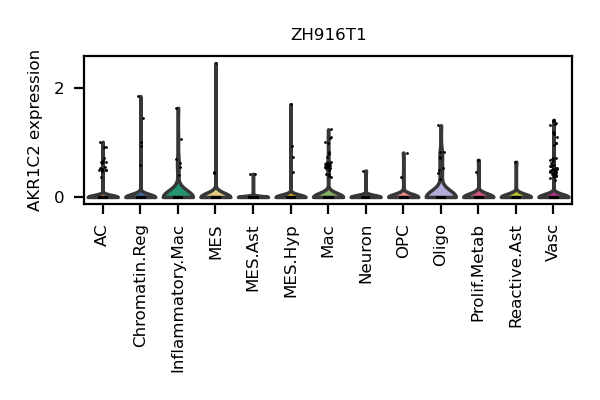 ZH916T1
AKR1C2 expression
2
0
AC
Chromatin.Reg
Inflammatory.Mac
MES
MES.Ast
MES.Hyp
Mac
Neuron
OPC
Oligo
Prolif.Metab
Reactive.Ast
Vasc